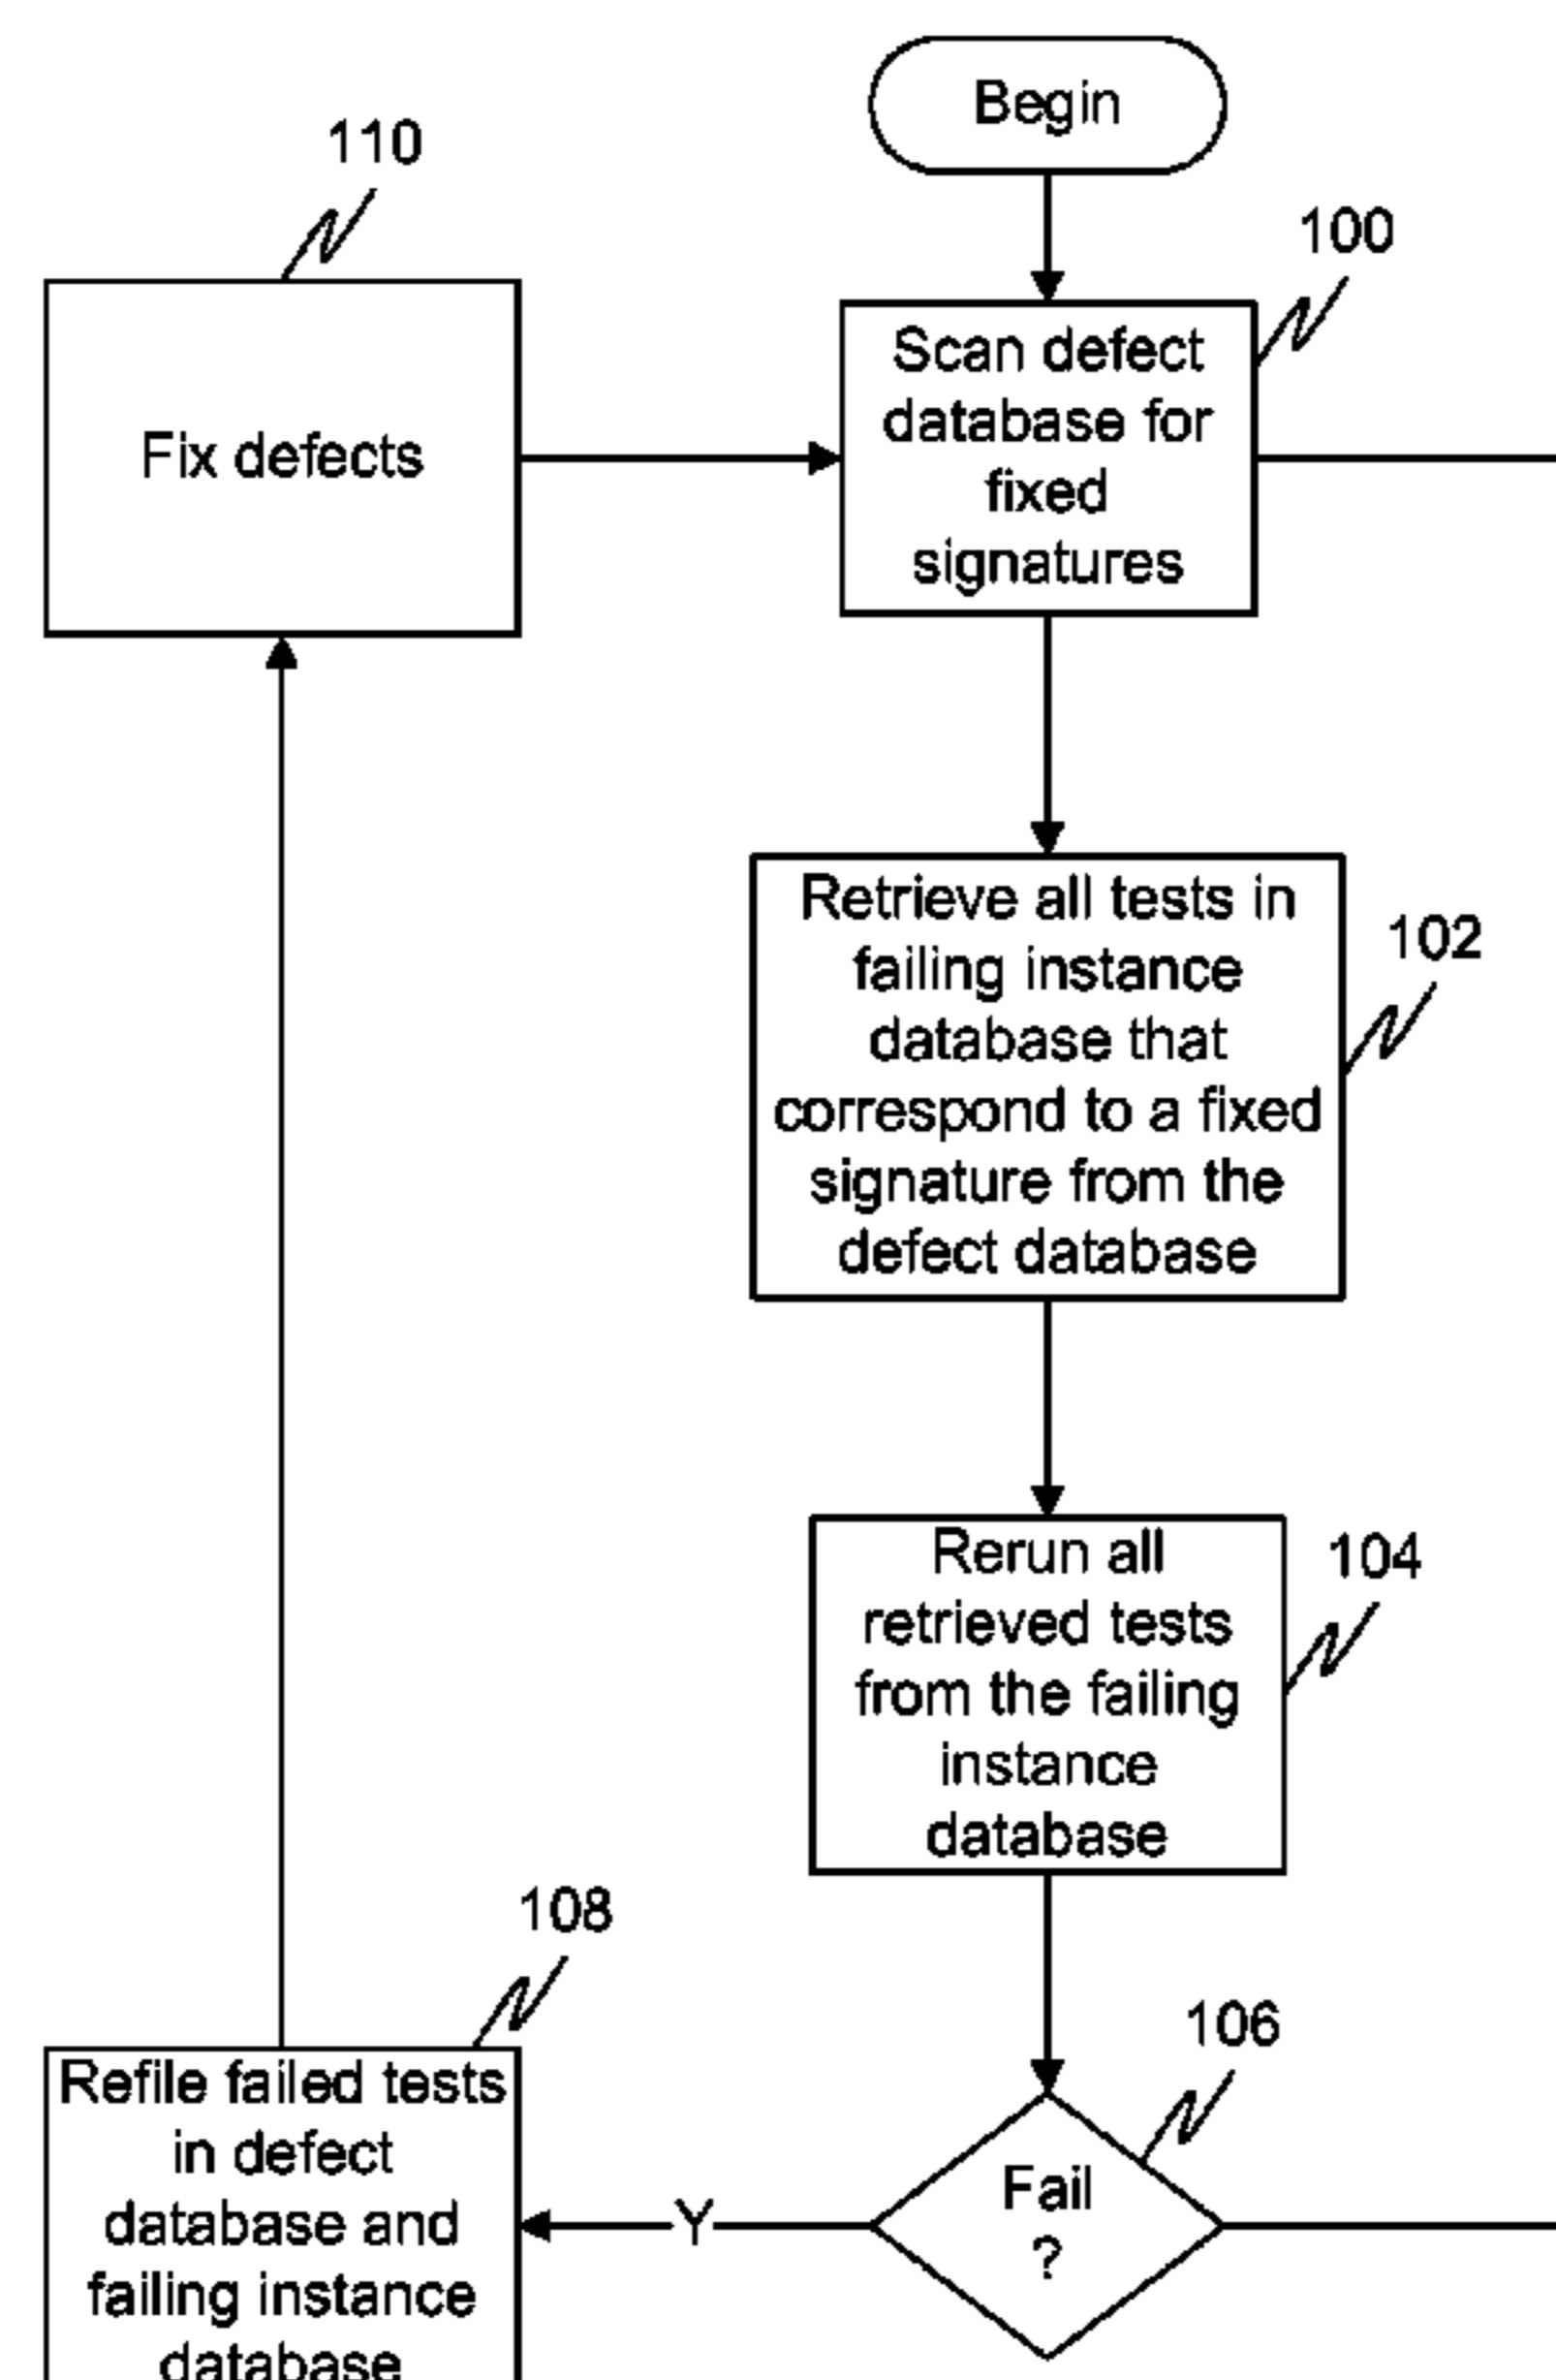 Begin
110
100
Fix defects
Scan defect
database for
fixed
signatures
Retrieve all tests in
failing instance
database that
correspond to a fixed
signature from the
defect database
102
Rerun all
retrieved tests
from the failing
instance
database
104
108
106
Refile failed tests
in defect
database and
failing instance
database
Y
Fail
?